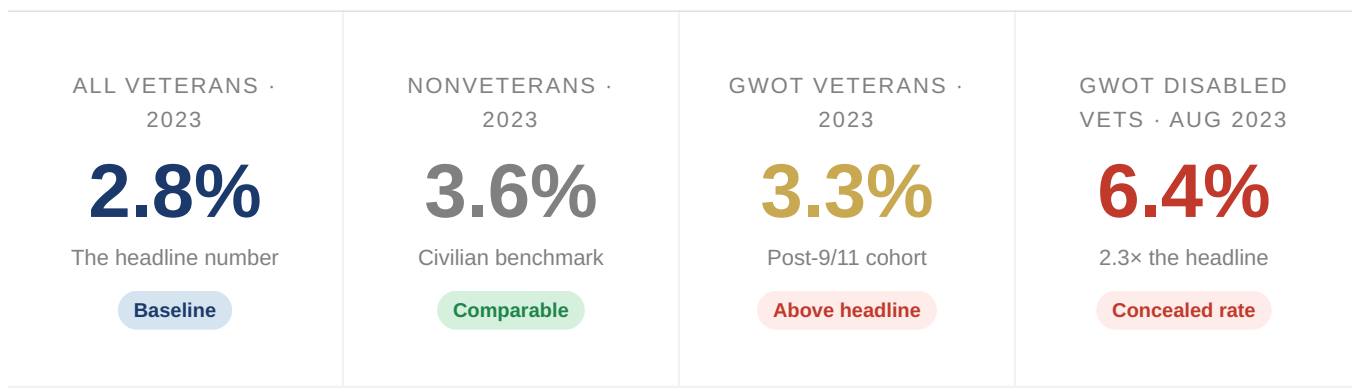 ALL VETERANS ·
2023
2.8%
The headline number
Baseline
NONVETERANS ·
2023
3.6%
Civilian benchmark
Comparable
GWOT VETERANS ·
2023
3.3%
Post-9/11 cohort
Above headline
GWOT DISABLED
VETS · AUG 2023
6.4%
2.3× the headline
Concealed rate